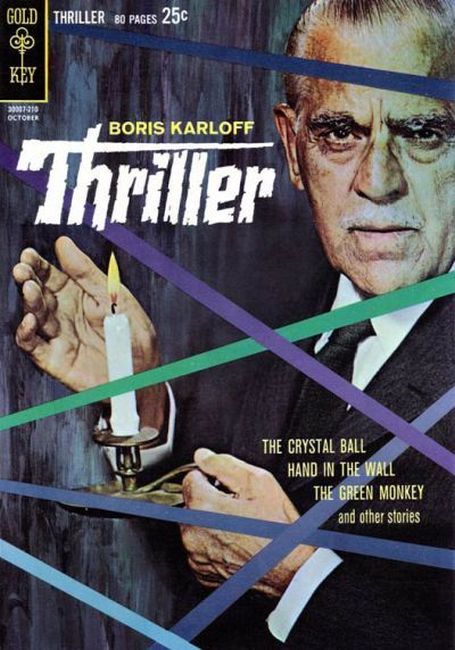 GOLD
KEY
THRILLER 80 PAGES 25¢
30007-210
OCTOBER
BORIS KARLOFF
Thriller
THE CRYSTAL BALL
HAND IN THE WALL
THE GREEN MONKEY
and other stories